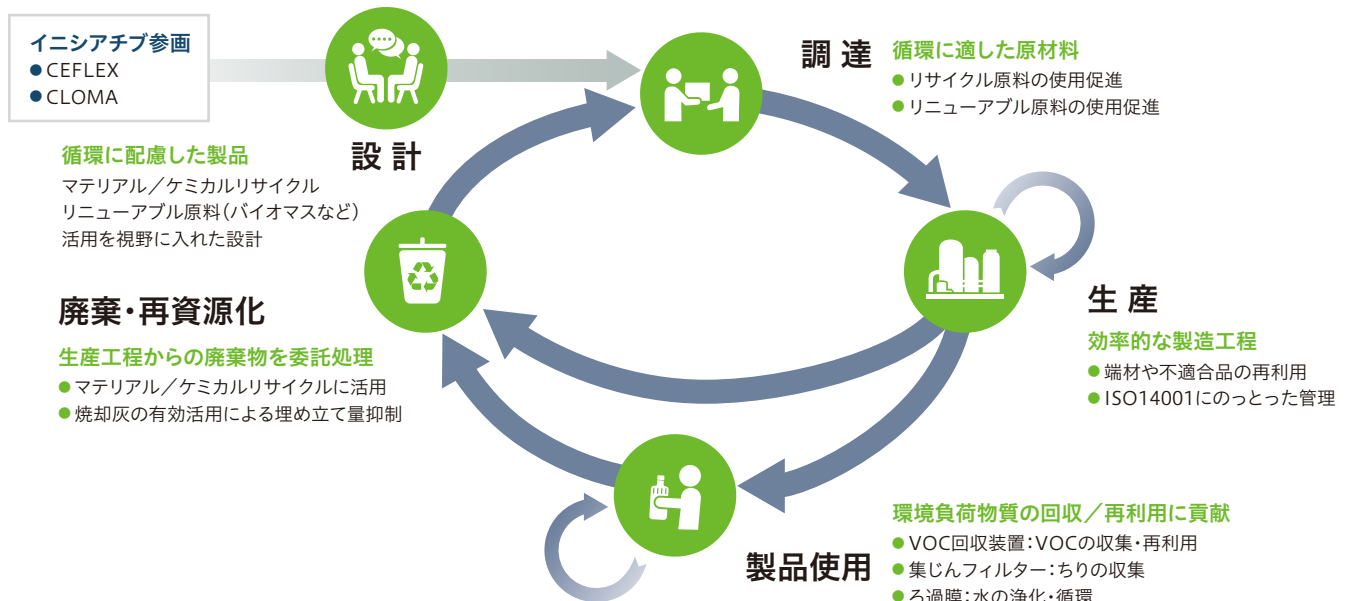 イニシアチブ参画
●CEFLEX
●CLOMA
設 計
循環に配慮した製品
マテリアル／ケミカルリサイクル
リニューアブル原料（バイオマスなど）
活用を視野に入れた設計
調 達
循環に適した原材料
●リサイクル原料の使用促進
●リニューアブル原料の使用促進
生 産
効率的な製造工程
●端材や不適合品の再利用
●ISO14001にのっとった管理
廃棄・再資源化
生産工程からの廃棄物を委託処理
●マテリアル／ケミカルリサイクルに活用
●焼却灰の有効活用による埋め立て量抑制
製品使用
環境負荷物質の回収／再利用に貢献
●VOC回収装置：VOCの収集・再利用
●集じんフィルター：ちりの収集
●ろ過膜：水の浄化・循環